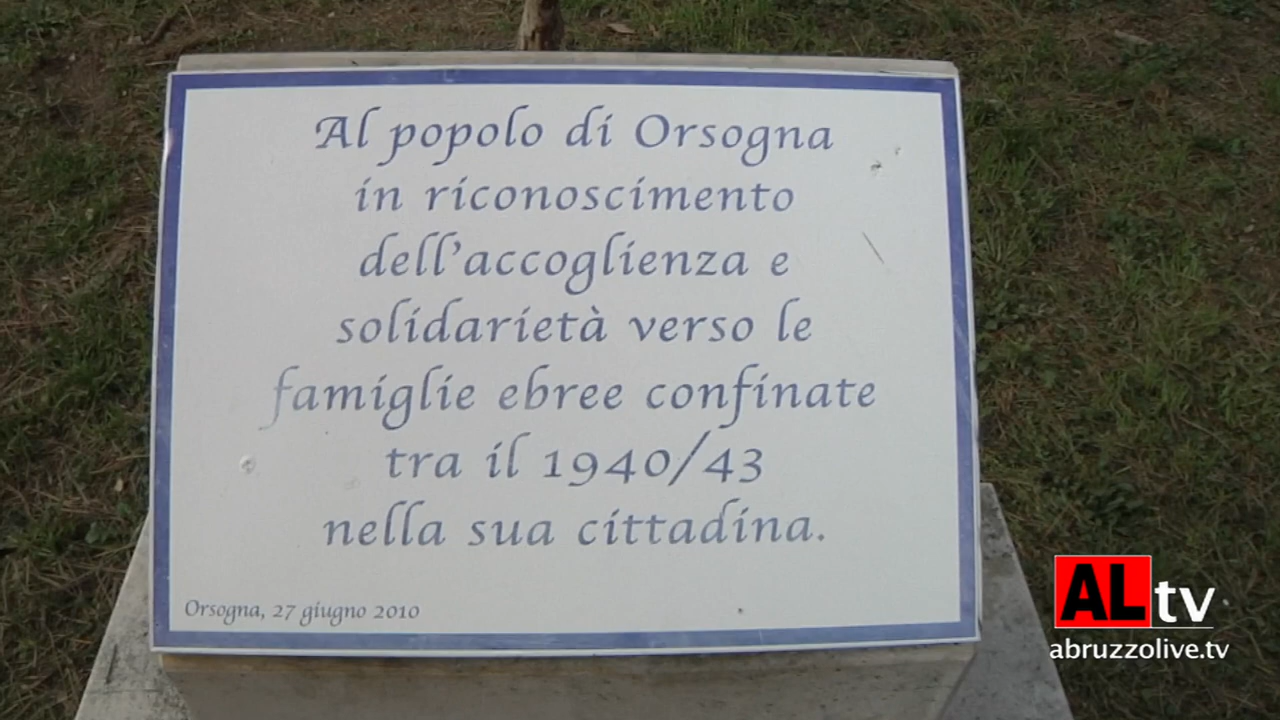 Al popolo di Orsogna
in riconoscimento
dell'accoglienza e
solidarietà verso le
famiglie ebree confinate
tra il 1940/43
nella sua cittadina.
Orsogna, 27 giugno 2010
ALtv
abruzzolive.tv